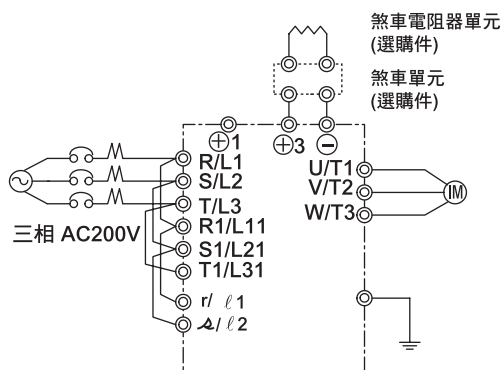 煞車電阻器單元
(選購件)
煞車單元
(選購件)
⊕1
⊕3
⊖
R/L1
S/L2
T/L3
R1/L11
S1/L21
T1/L31
r/ ℓ1
s/ ℓ2
三相 AC200V
U/T1
V/T2
W/T3
IM